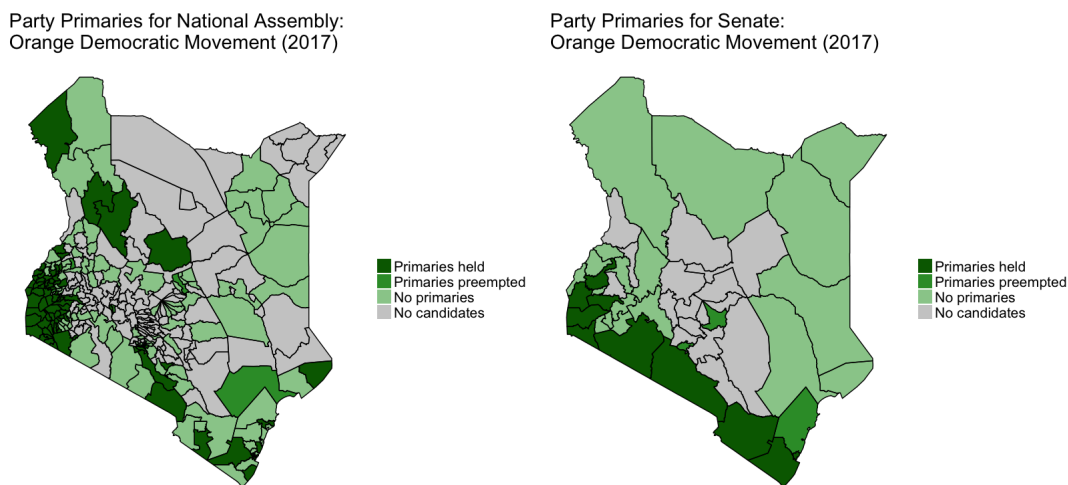 Party Primaries for National Assembly:
Orange Democratic Movement (2017)
Primaries held
Primaries preempted
No primaries
No candidates
Party Primaries for Senate:
Orange Democratic Movement (2017)
Primaries held
Primaries preempted
No primaries
No candidates